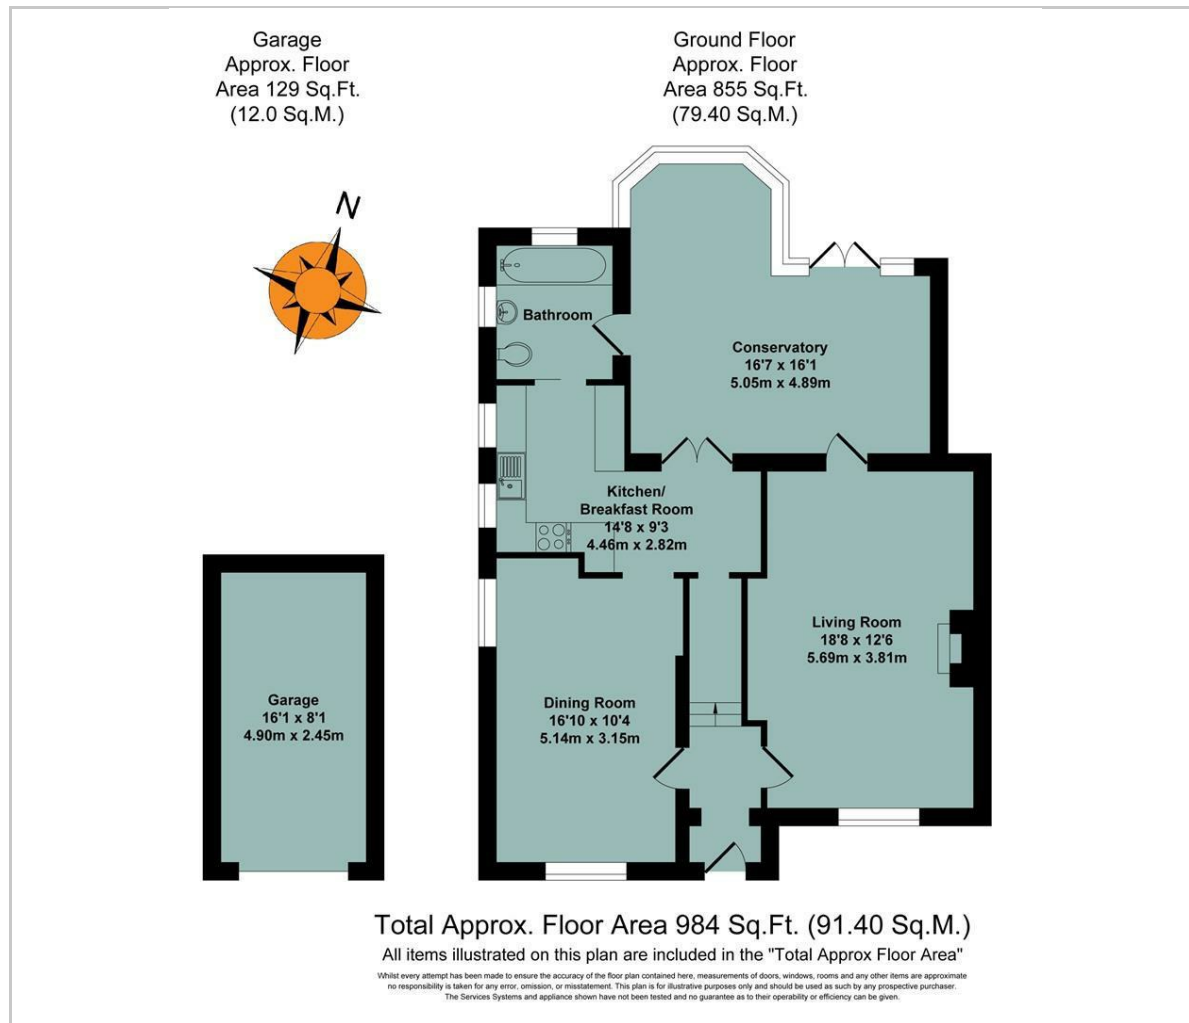 Garage
Approx. Floor
Area 129 Sq.Ft.
(12.0 Sq.M.)
Ground Floor
Approx. Floor
Area 855 Sq.Ft.
(79.40 Sq.M.)
N
Bathroom
Conservatory
16'7 x 16'1
5.05m x 4.89m
Kitchen/
Breakfast Room
14'8 x 9'3
4.46m x 2.82m
Living Room
18'8 x 12'6
5.69m x 3.81m
Garage
16'1 x 8'1
4.90m x 2.45m
Dining Room
16'10 x 10'4
5.14m x 3.15m
Total Approx. Floor Area 984 Sq.Ft. (91.40 Sq.M.)
All items illustrated on this plan are included in the "Total Approx Floor Area"
Whilst every attempt has been made to ensure the accuracy of the floor plan contained here, measurements of doors, windows, rooms and any other items are approximate
no responsibility is taken for any error, omission, or misstatement. This plan is for illustrative purposes only and should be used as such by any prospective purchaser.
The Services Systems and appliance shown have not been tested and no guarantee as to their operability or efficiency can be given.